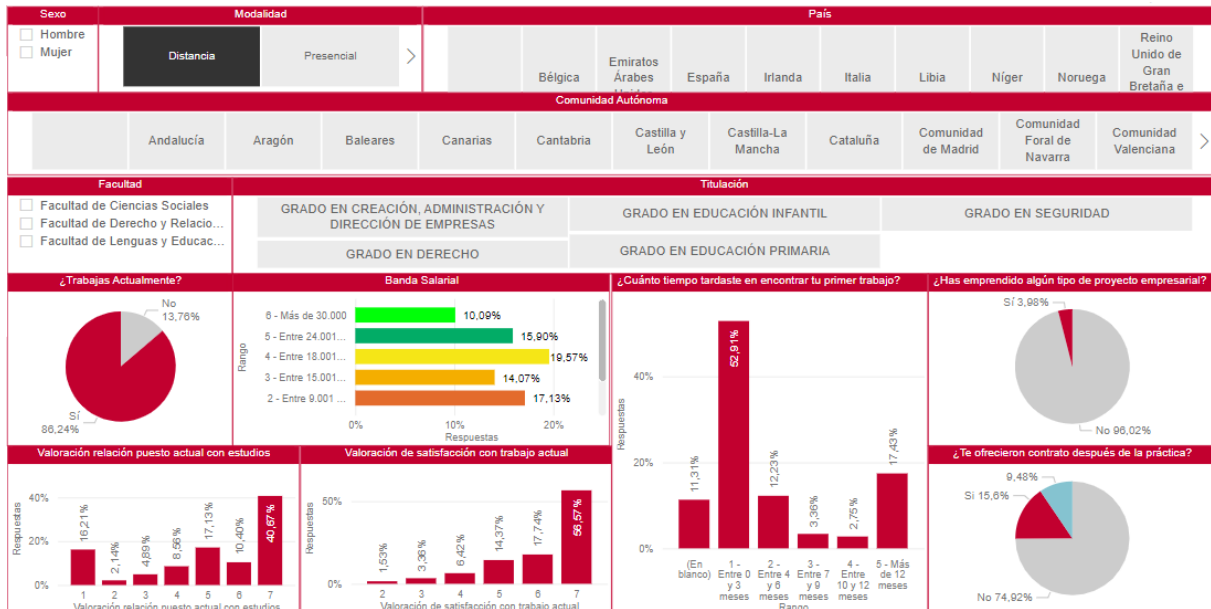 Sexo
Modalidad
País
Hombre
Mujer
Distancia
Presencial
Bélgica
Emiratos
Árabes
España
Irlanda
Italia
Libia
Níger
Noruega
Reino
Unido de
Gran
Bretaña e
Comunidad Autónoma
Andalucía
Aragón
Baleares
Canarias
Cantabria
Castilla y
León
Castilla-La
Mancha
Cataluña
Comunidad
de Madrid
Comunidad
Foral de
Navarra
Comunidad
Valenciana
Facultad
Titulación
Facultad de Ciencias Sociales
Facultad de Derecho y Relacio...
Facultad de Lenguas y Educac...
GRADO EN CREACIÓN, ADMINISTRACIÓN Y
DIRECCIÓN DE EMPRESAS
GRADO EN EDUCACIÓN INFANTIL
GRADO EN SEGURIDAD
GRADO EN DERECHO
GRADO EN EDUCACIÓN PRIMARIA
¿Trabajas Actualmente?
No
13,76%
Sí
86,24%
Banda Salarial
Rango
6 - Más de 30.000
10,09%
5 - Entre 24.001...
15,90%
4 - Entre 18.001...
19,57%
3 - Entre 15.001...
14,07%
2 - Entre 9.001 ...
17,13%
0%
10%
20%
Respuestas
¿Cuánto tiempo tardaste en encontrar tu primer trabajo?
Respuestas
40%
20%
0%
11,31%
52,91%
12,23%
3,36%
2,75%
17,43%
(En
blanco)
1 -
Entre 0
y 3
meses
2 -
Entre 4
y 6
meses
3 -
Entre 7
y 9
meses
4 -
Entre
10 y 12
meses
5 - Más
de 12
meses
Rango
¿Has emprendido algún tipo de proyecto empresarial?
Sí 3,98%
No 96,02%
Valoración relación puesto actual con estudios
Respuestas
40%
20%
0%
16,21%
2,14%
4,89%
8,56%
17,13%
10,40%
40,67%
1
2
3
4
5
6
7
Valoración relación puesto actual con estudios
Valoración de satisfacción con trabajo actual
Respuestas
50%
0%
1,53%
3,36%
6,42%
14,37%
17,74%
56,57%
2
3
4
5
6
7
Valoración de satisfacción con trabajo actual
¿Te ofrecieron contrato después de la práctica?
9,48%
Si 15,6%
No 74,92%